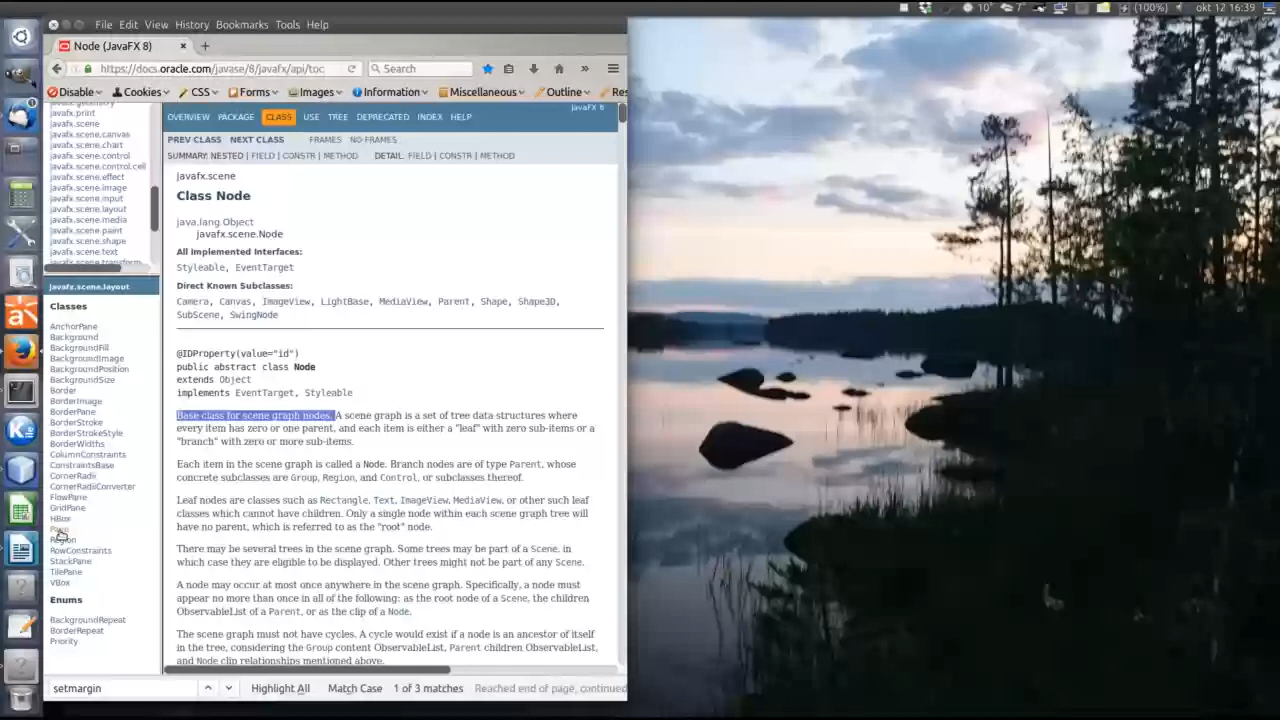 File Edit View History Bookmarks Tools Help
10° 7° (100%) okt 12 16:39
Node (JavaFX 8)
https://docs.oracle.com/javase/8/javafx/api/toc
Search
Disable Cookies CSS Forms Images Information Miscellaneous Outline Res
javafx.geometry
javafx.print
javafx.scene
javafx.scene.canvas
javafx.scene.chart
javafx.scene.control
javafx.scene.control.cell
javafx.scene.effect
javafx.scene.image
javafx.scene.input
javafx.scene.layout
javafx.scene.media
javafx.scene.paint
javafx.scene.shape
javafx.scene.text
javafx.scene.transform
javafx.scene.layout
Classes
AnchorPane
Background
BackgroundFill
BackgroundImage
BackgroundPosition
BackgroundSize
Border
BorderImage
BorderPane
BorderStroke
BorderStrokeStyle
BorderWidths
ColumnConstraints
ConstraintsBase
CornerRadii
CornerRadiiConverter
FlowPane
GridPane
HBox
Pane
Region
RowConstraints
StackPane
TilePane
VBox
Enums
BackgroundRepeat
BorderRepeat
Priority
JavaFX 8
OVERVIEW PACKAGE CLASS USE TREE DEPRECATED INDEX HELP
PREV CLASS NEXT CLASS FRAMES NO FRAMES
SUMMARY: NESTED | FIELD | CONSTR | METHOD DETAIL: FIELD | CONSTR | METHOD
javafx.scene
Class Node
java.lang.Object
javafx.scene.Node
All Implemented Interfaces:
Styleable, EventTarget
Direct Known Subclasses:
Camera, Canvas, ImageView, LightBase, MediaView, Parent, Shape, Shape3D,
SubScene, SwingNode
@IDProperty(value="id")
public abstract class Node
extends Object
implements EventTarget, Styleable
Base class for scene graph nodes. A scene graph is a set of tree data structures where
every item has zero or one parent, and each item is either a "leaf" with zero sub-items or a
"branch" with zero or more sub-items.
Each item in the scene graph is called a Node. Branch nodes are of type Parent, whose
concrete subclasses are Group, Region, and Control, or subclasses thereof.
Leaf nodes are classes such as Rectangle, Text, ImageView, MediaView, or other such leaf
classes which cannot have children. Only a single node within each scene graph tree will
have no parent, which is referred to as the "root" node.
There may be several trees in the scene graph. Some trees may be part of a Scene, in
which case they are eligible to be displayed. Other trees might not be part of any Scene.
A node may occur at most once anywhere in the scene graph. Specifically, a node must
appear no more than once in all of the following: as the root node of a Scene, the children
ObservableList of a Parent, or as the clip of a Node.
The scene graph must not have cycles. A cycle would exist if a node is an ancestor of itself
in the tree, considering the Group content ObservableList, Parent children ObservableList,
and Node clip relationships mentioned above.
setmargin
Highlight All Match Case 1 of 3 matches Reached end of page, continued